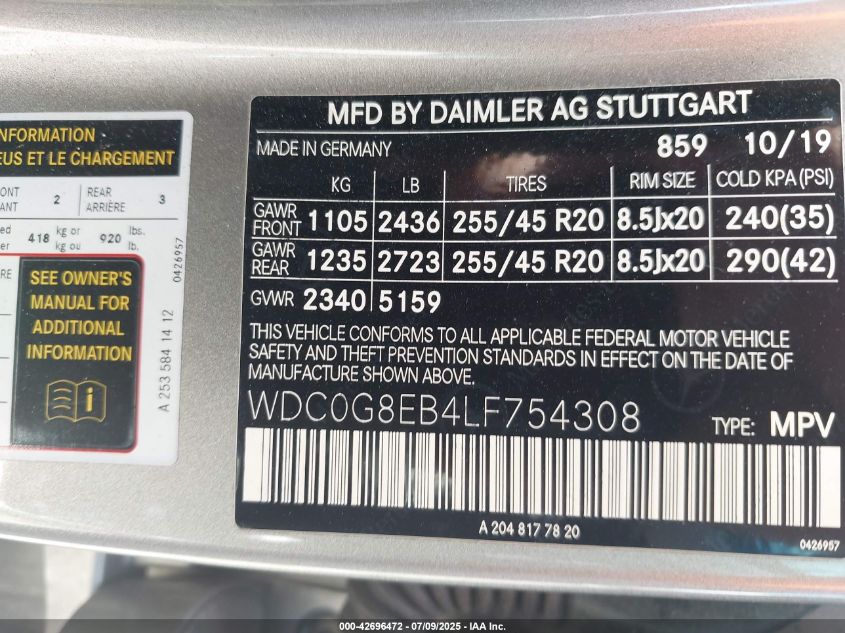 NFORMATION
EUS ET LE CHARGEMENT
ONT 2 REAR 3
ANT ARRIÈRE
418 kg or 920 lbs.
kg ou lb.
0426957
SEE OWNER'S
MANUAL FOR
ADDITIONAL
INFORMATION
A 253 584 14 12
MFD BY DAIMLER AG STUTTGART
MADE IN GERMANY 859 10/19
KG LB TIRES RIM SIZE COLD KPA (PSI)
GAWR FRONT 1105 2436 255/45 R20 8.5Jx20 240(35)
GAWR REAR 1235 2723 255/45 R20 8.5Jx20 290(42)
GVWR 2340 5159
THIS VEHICLE CONFORMS TO ALL APPLICABLE FEDERAL MOTOR VEHICLE
SAFETY AND THEFT PREVENTION STANDARDS IN EFFECT ON THE DATE OF
MANUFACTURE SHOWN ABOVE.
WDC0G8EB4LF754308 TYPE: MPV
A 204 817 78 20
0426957
000-42696472 / 07/09/2025 - IAA Inc.